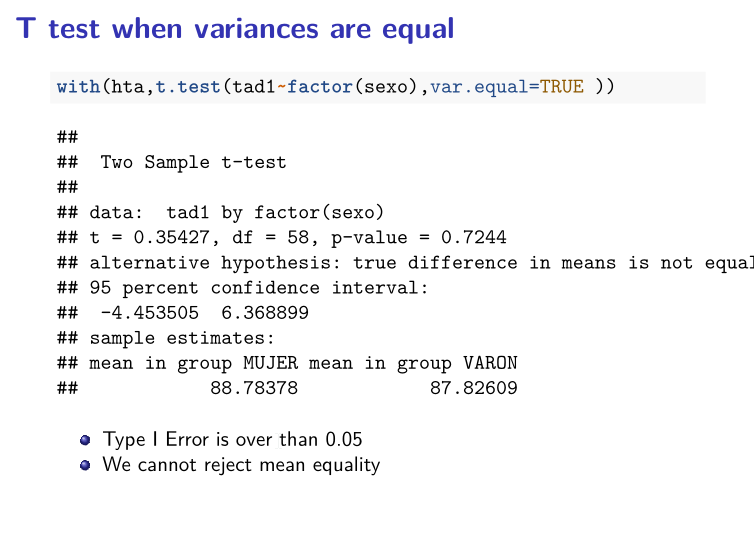 T test when variances are equal
with(hta,t.test(tad1~factor(sexo),var.equal=TRUE ))
##
##  Two Sample t-test
##
## data:  tad1 by factor(sexo)
## t = 0.35427, df = 58, p-value = 0.7244
## alternative hypothesis: true difference in means is not equal
## 95 percent confidence interval:
##  -4.453505  6.368899
## sample estimates:
## mean in group MUJER mean in group VARON
##            88.78378            87.82609
Type I Error is over than 0.05
We cannot reject mean equality